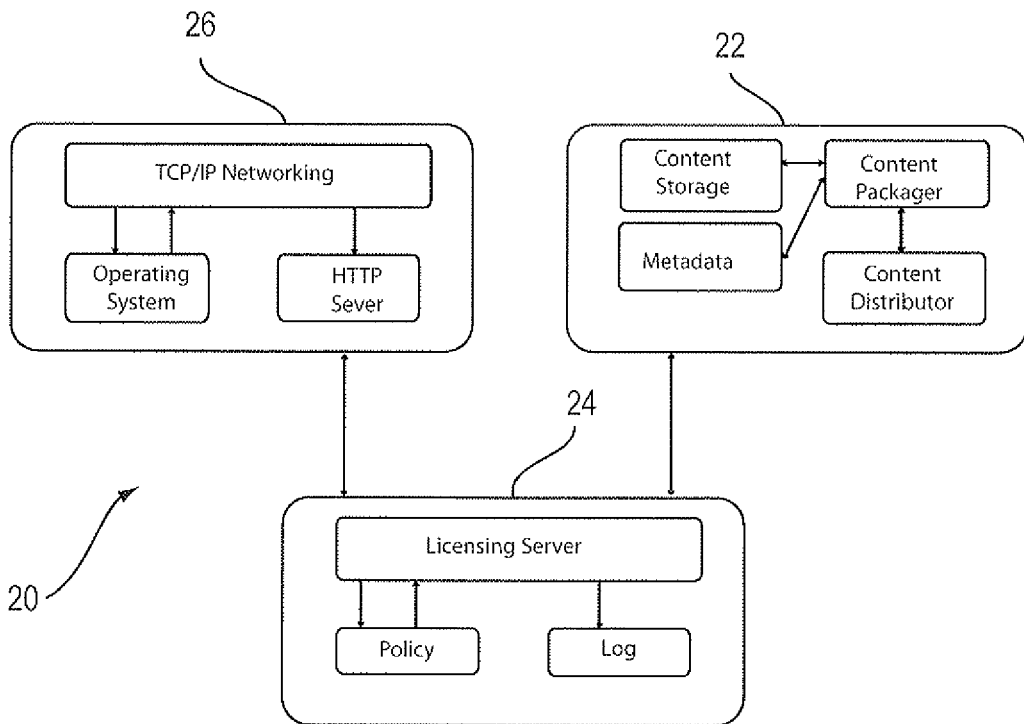 26
22
TCP/IP Networking
Operating
System
HTTP
Sever
Content
Storage
Content
Packager
Metadata
Content
Distributor
24
Licensing Server
Policy
Log
20